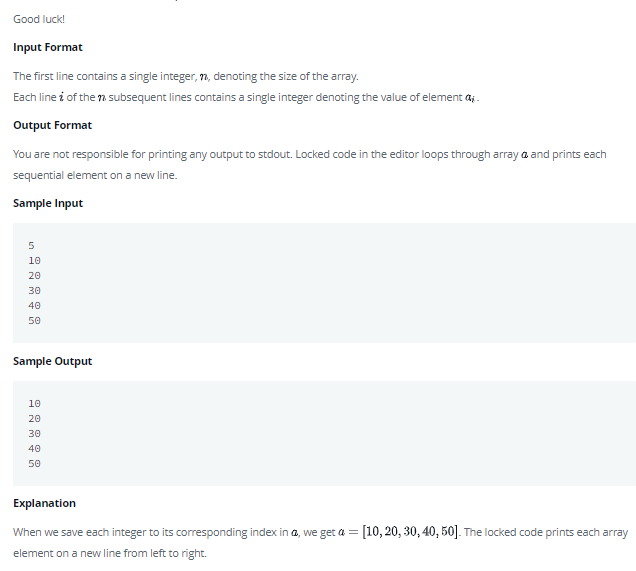 Good luck!
Input Format
The first line contains a single integer, n, denoting the size of the array.
Each line i of the n subsequent lines contains a single integer denoting the value of element aᵢ.
Output Format
You are not responsible for printing any output to stdout. Locked code in the editor loops through array a and prints each
sequential element on a new line.
Sample Input
5
10
20
30
40
50
Sample Output
10
20
30
40
50
Explanation
When we save each integer to its corresponding index in a, we get a = [10, 20, 30, 40, 50]. The locked code prints each array
element on a new line from left to right.